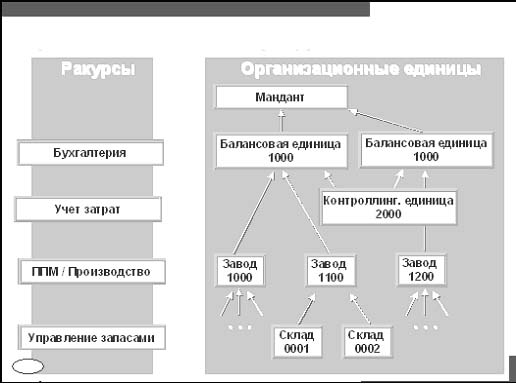 Ракурсы
Организационные единицы
Мандант
Бухгалтерия
Балансовая единица
1000
Балансовая единица
1000
Учет затрат
Контроллинг. единица
2000
ППМ / Производство
Завод
1000
Завод
1100
Завод
1200
...
...
Управление запасами
Склад
0001
Склад
0002